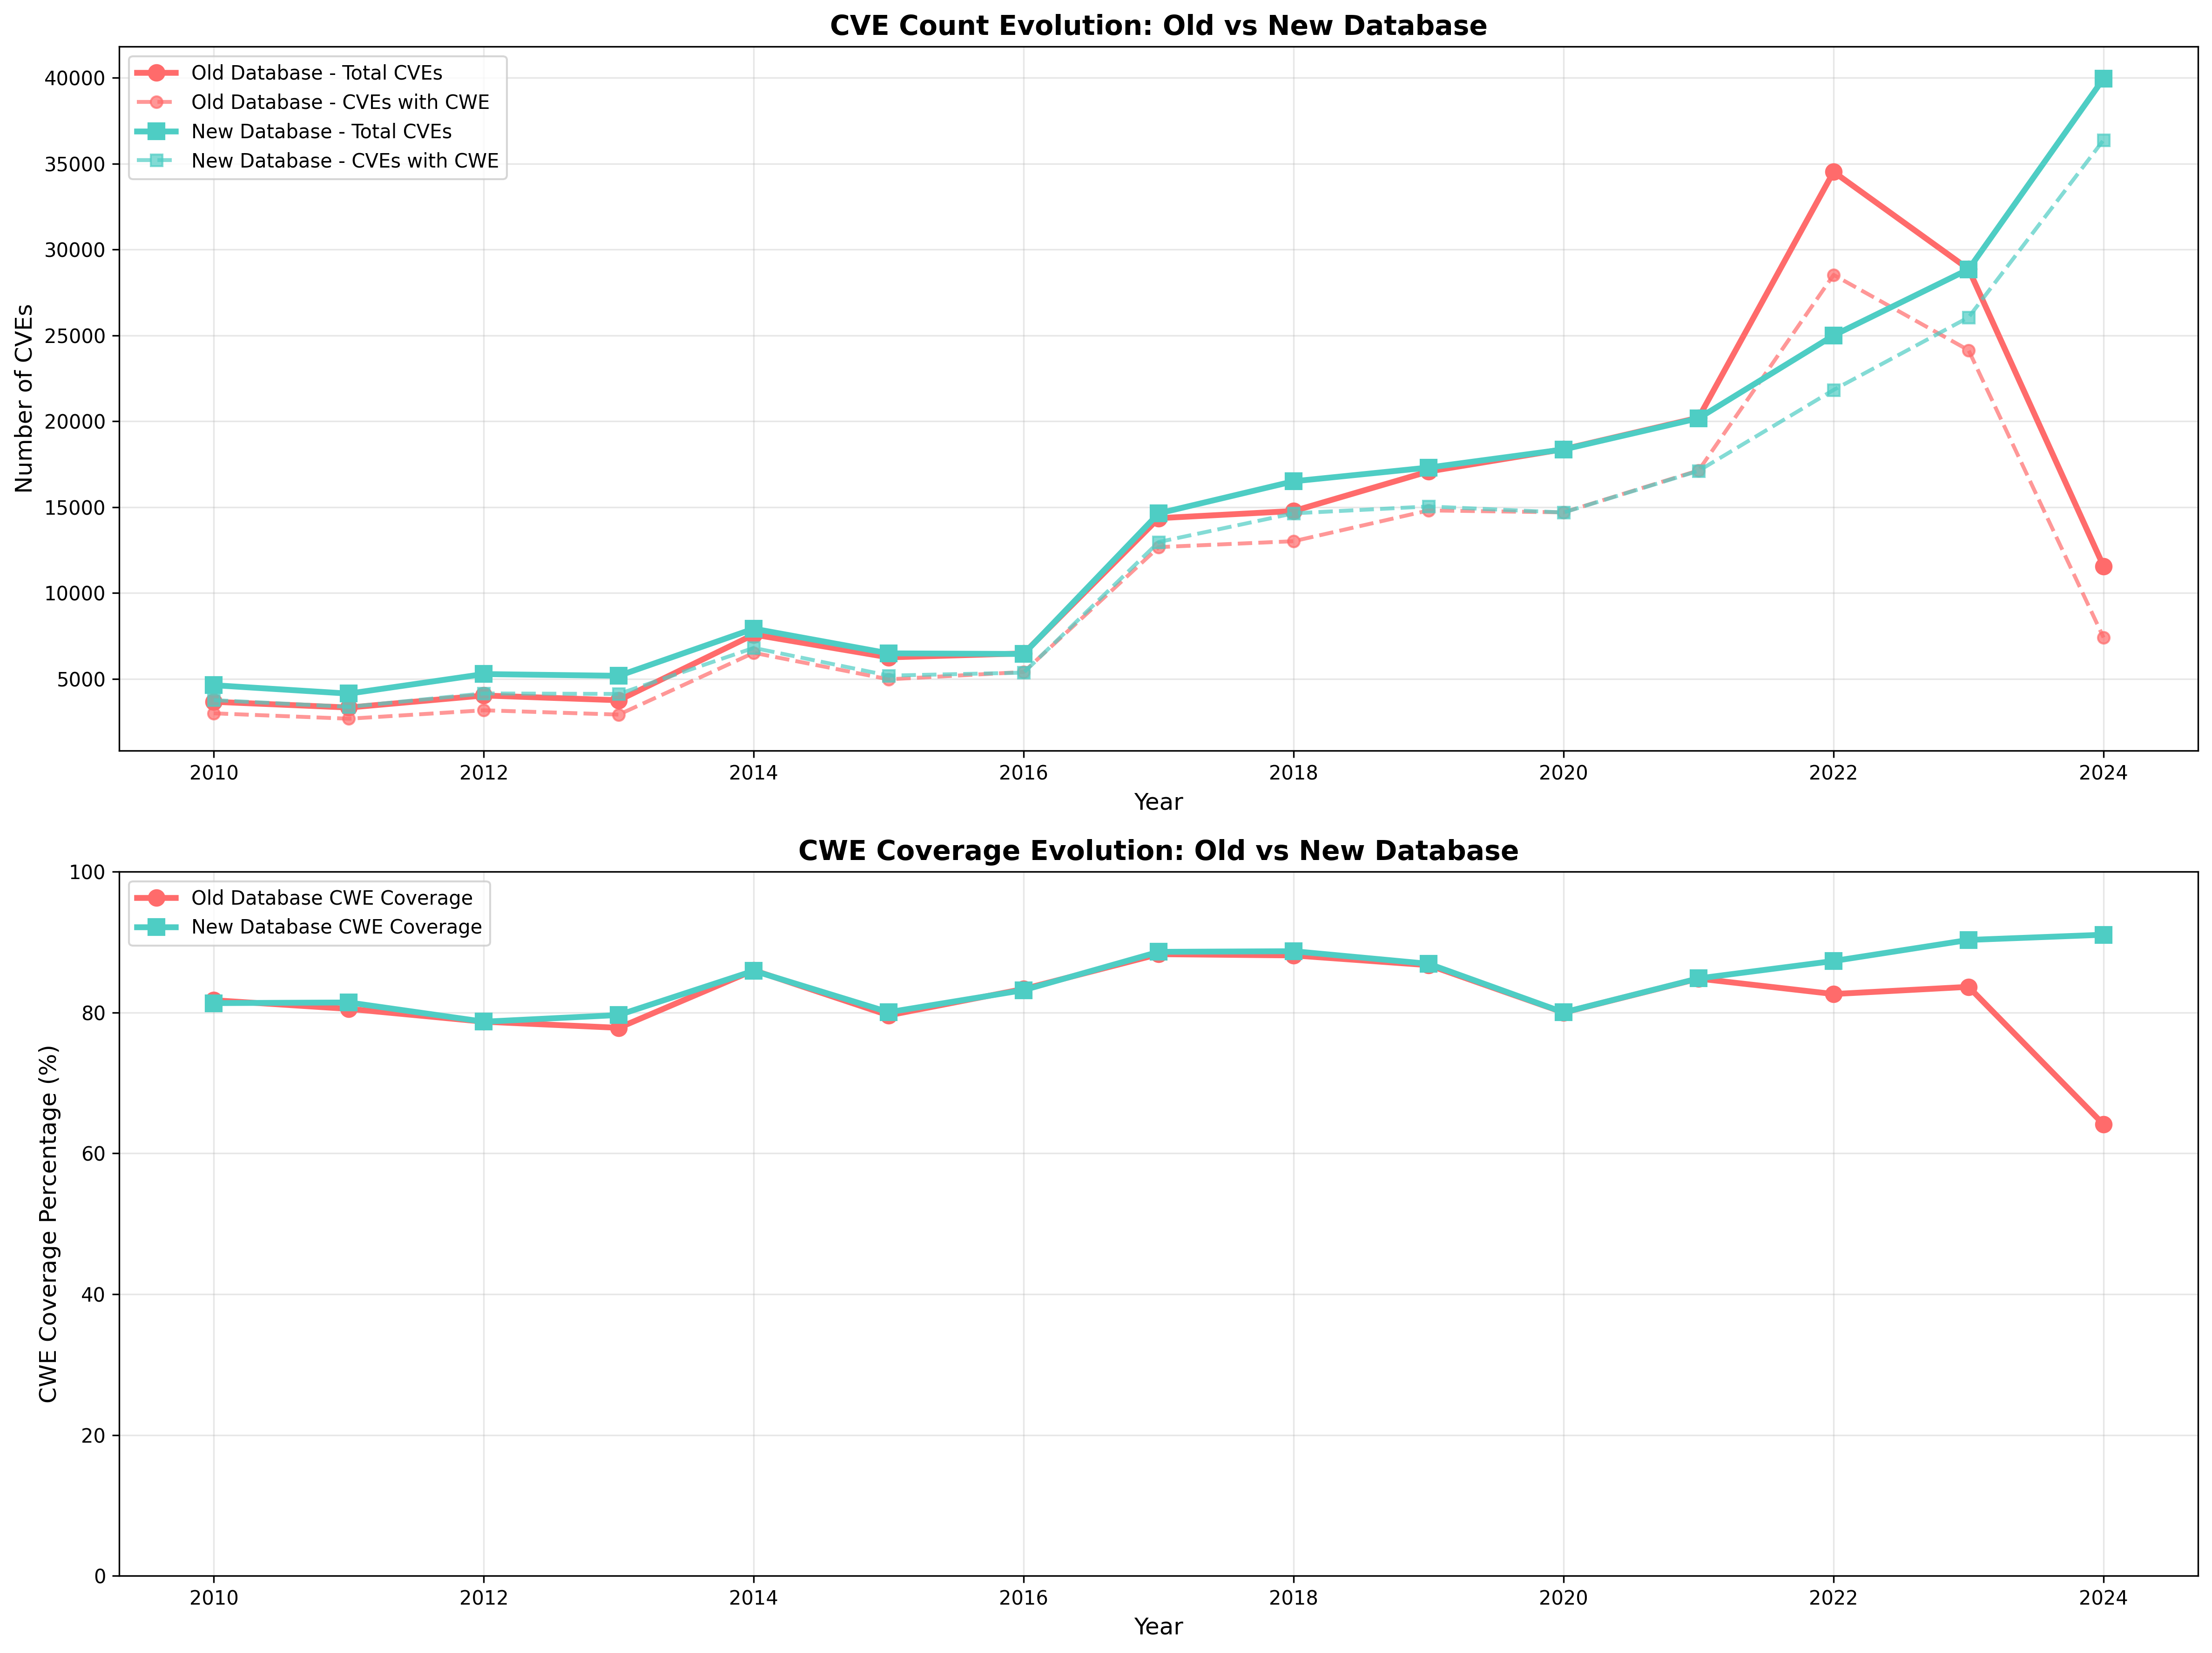 CVE Count Evolution: Old vs New Database
Old Database - Total CVEs
Old Database - CVEs with CWE
New Database - Total CVEs
New Database - CVEs with CWE
Number of CVEs
40000
35000
30000
25000
20000
15000
10000
5000
2010 2012 2014 2016 2018 2020 2022 2024
Year
CWE Coverage Evolution: Old vs New Database
Old Database CWE Coverage
New Database CWE Coverage
CWE Coverage Percentage (%)
100
80
60
40
20
0
2010 2012 2014 2016 2018 2020 2022 2024
Year